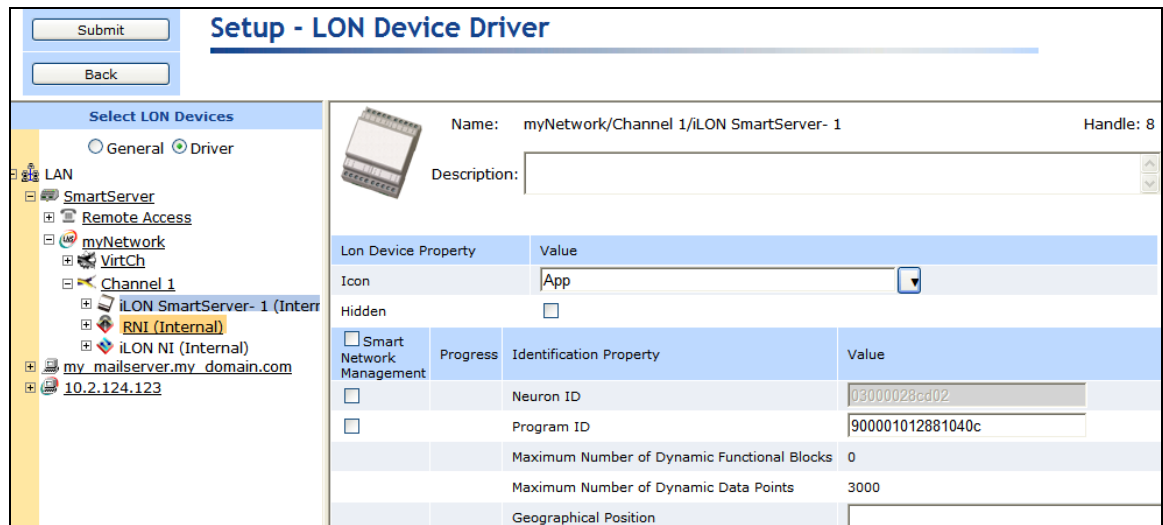 Submit
Setup - LON Device Driver
Back
Select LON Devices
General Driver
LAN
SmartServer
Remote Access
LNS
myNetwork
VirtCh
Channel 1
iLON SmartServer- 1 (Intern
RNI (Internal)
iLON NI (Internal)
my_mailserver.my_domain.com
10.2.124.123
Name: myNetwork/Channel 1/iLON SmartServer- 1 Handle: 8
Description:
Lon Device Property Value
Icon App
Hidden
Smart Network Management Progress Identification Property Value
Neuron ID 03000028cd02
Program ID 900001012881040c
Maximum Number of Dynamic Functional Blocks 0
Maximum Number of Dynamic Data Points 3000
Geographical Position